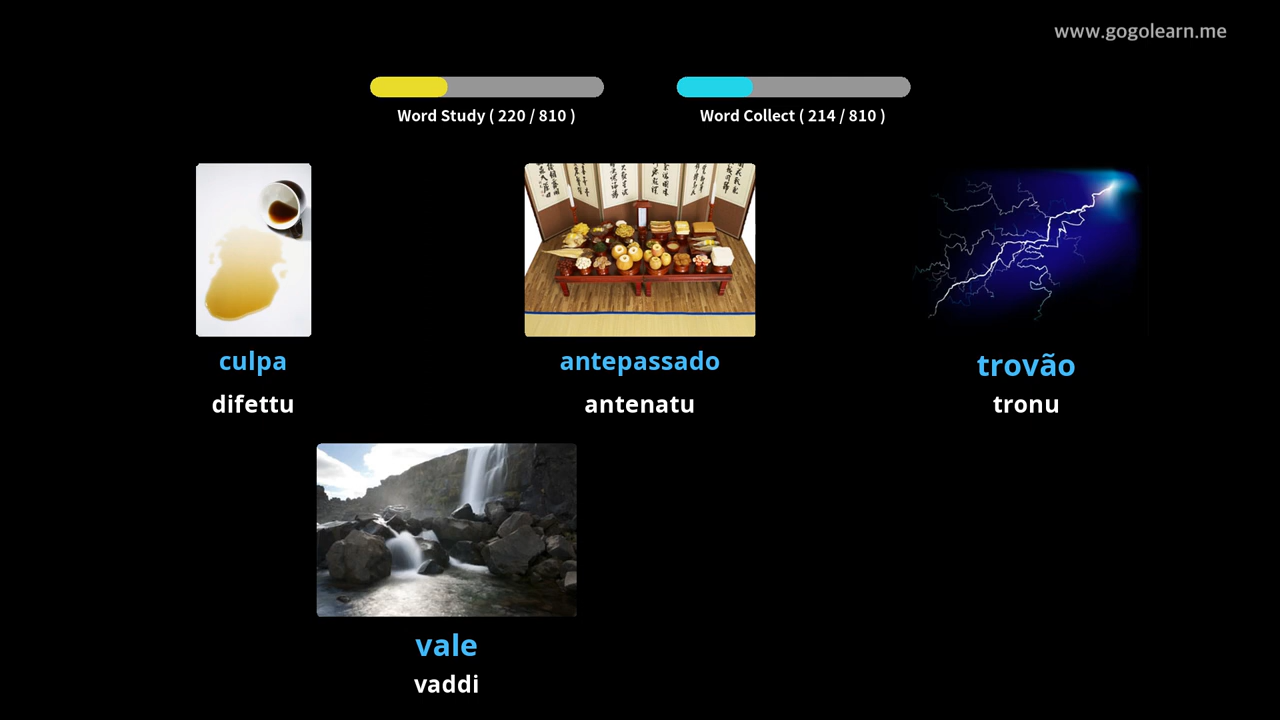 www.gogolearn.me
Word Study ( 220 / 810 )
Word Collect ( 214 / 810 )
culpa
difettu
antepassado
antenatu
trovão
tronu
vale
vaddi